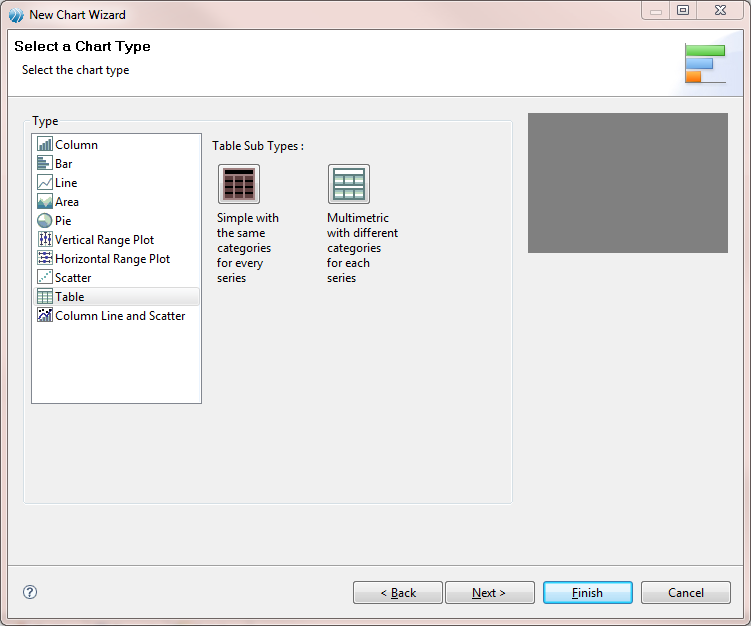 New Chart Wizard
Select a Chart Type
Select the chart type
Type
Column
Bar
Line
Area
Pie
Vertical Range Plot
Horizontal Range Plot
Scatter
Table
Column Line and Scatter
Table Sub Types :
Simple with
the same
categories
for every
series
Multimetric
with different
categories
for each
series
?
< Back
Next >
Finish
Cancel